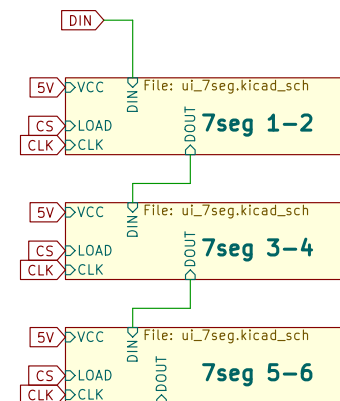 DIN
5V VCC DIN File: ui_7seg.kicad_sch
CS LOAD DOUT 7seg 1-2
CLK CLK
5V VCC DIN File: ui_7seg.kicad_sch
CS LOAD DOUT 7seg 3-4
CLK CLK
5V VCC DIN File: ui_7seg.kicad_sch
CS LOAD DOUT 7seg 5-6
CLK CLK